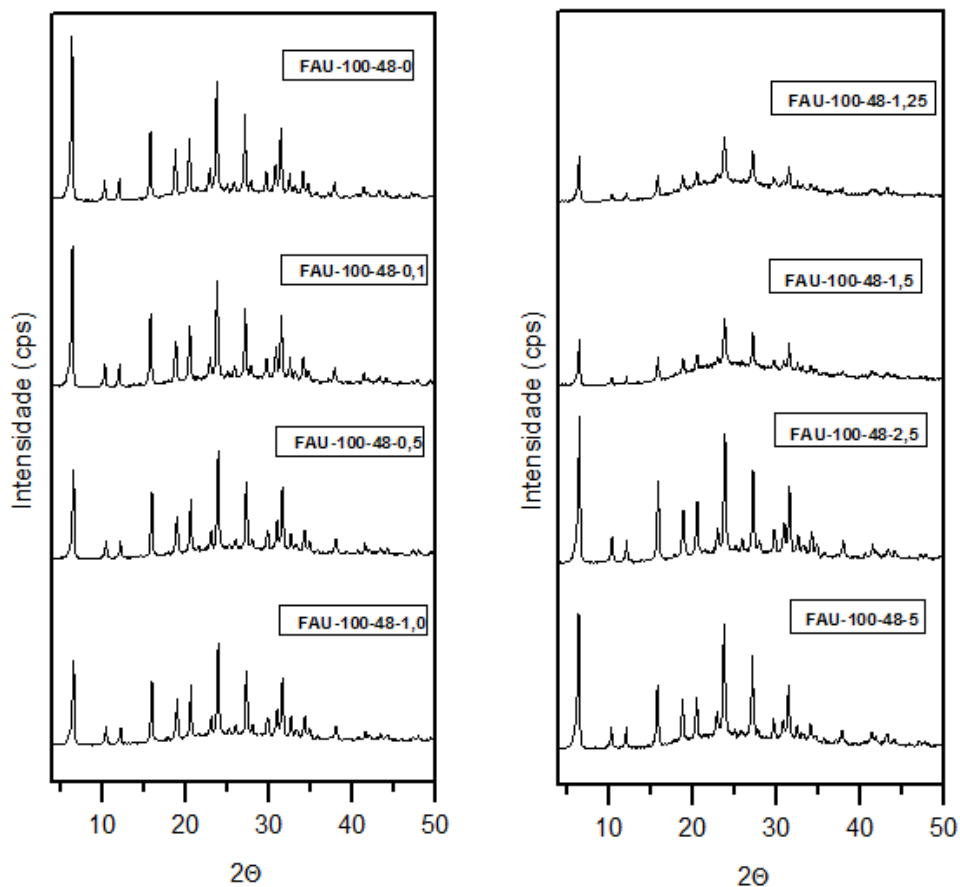 FAU-100-48-0
FAU-100-48-0,1
FAU-100-48-0,5
FAU-100-48-1,0
Intensidade (cps)
10 20 30 40 50
2Θ
FAU-100-48-1,25
FAU-100-48-1,5
FAU-100-48-2,5
FAU-100-48-5
Intensidade (cps)
10 20 30 40 50
2Θ